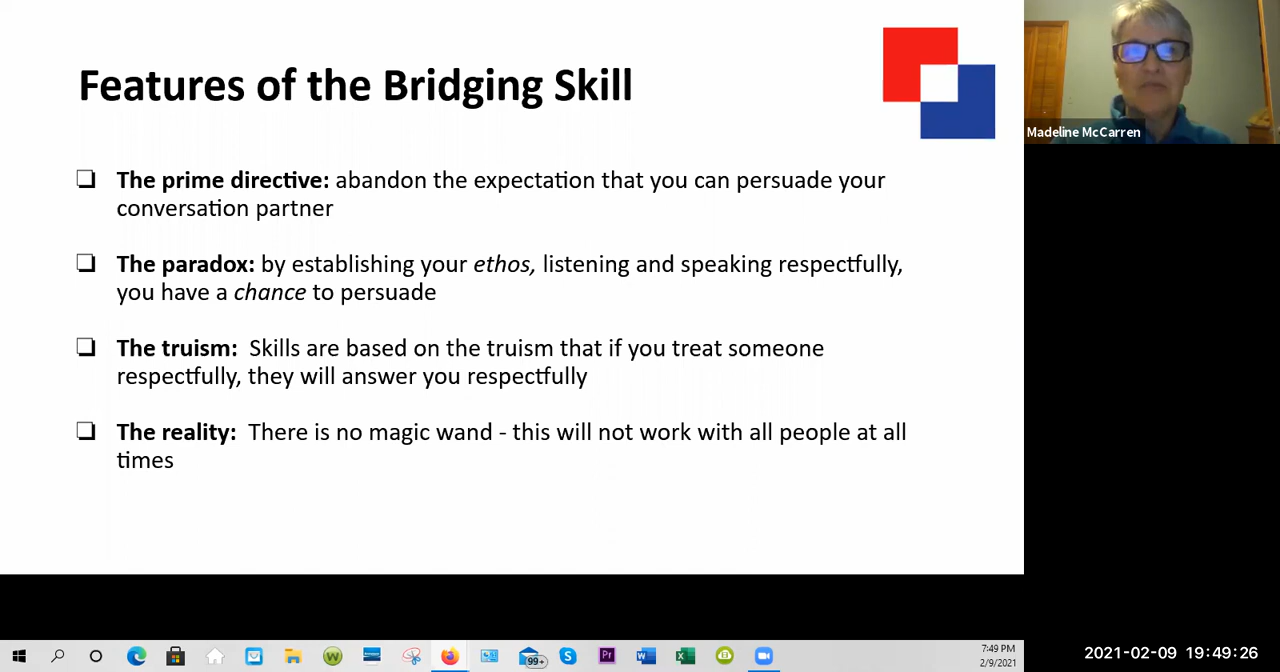 Features of the Bridging Skill
Madeline McCarren
❑ The prime directive: abandon the expectation that you can persuade your
conversation partner
❑ The paradox: by establishing your ethos, listening and speaking respectfully,
you have a chance to persuade
❑ The truism:  Skills are based on the truism that if you treat someone
respectfully, they will answer you respectfully
❑ The reality:  There is no magic wand - this will not work with all people at all
times
99+
7:49 PM
2/9/2021
2021-02-09 19:49:26